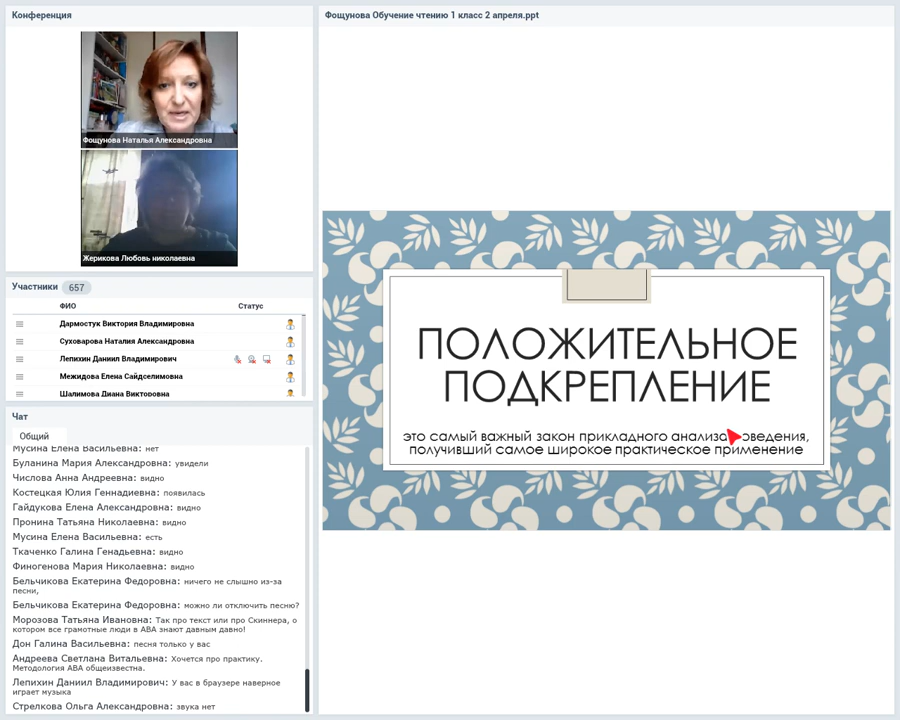 Конференция
Фощунова Наталья Александровна
Жерикова Любовь николаевна
Участники 657
ФИО Статус
Дармостук Виктория Владимировна
Суховарова Наталия Александровна
Лепихин Даниил Владимирович
Межидова Елена Сайдселимовна
Шалимова Диана Викторовна
Чат
Общий
Мусина Елена Васильевна: нет
Буланина Мария Александровна: увидели
Числова Анна Андреевна: видно
Костецкая Юлия Геннадиевна: появилась
Гайдукова Елена Александровна: видно
Пронина Татьяна Николаевна: видно
Мусина Елена Васильевна: есть
Ткаченко Галина Генадьевна: видно
Финогенова Мария Николаевна: видно
Бельчикова Екатерина Федоровна: ничего не слышно из-за
песни,
Бельчикова Екатерина Федоровна: можно ли отключить песню?
Морозова Татьяна Ивановна: Так про текст или про Скиннера, о
котором все грамотные люди в АВА знают давным давно!
Дон Галина Васильевна: песня только у вас
Андреева Светлана Витальевна: Хочется про практику.
Методология АВА общеизвестна.
Лепихин Даниил Владимирович: У вас в браузере наверное
играет музыка
Стрелкова Ольга Александровна: звука нет
Фощунова Обучение чтению 1 класс 2 апреля.ppt
ПОЛОЖИТЕЛЬНОЕ
ПОДКРЕПЛЕНИЕ
это самый важный закон прикладного анализа оведения,
получивший самое широкое практическое применение